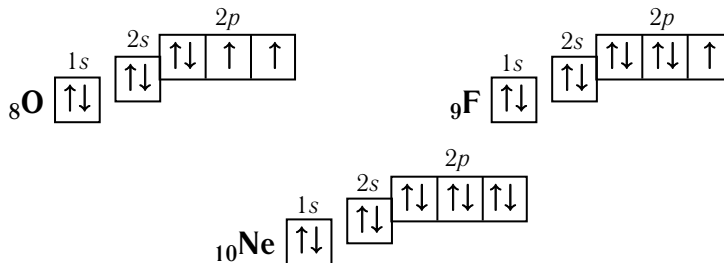 2p
2s
1s
₈O ↑↓ ↑↓ ↑↓ ↑ ↑
2p
2s
1s
₉F ↑↓ ↑↓ ↑↓ ↑↓ ↑
2p
2s
1s
₁₀Ne ↑↓ ↑↓ ↑↓ ↑↓ ↑↓